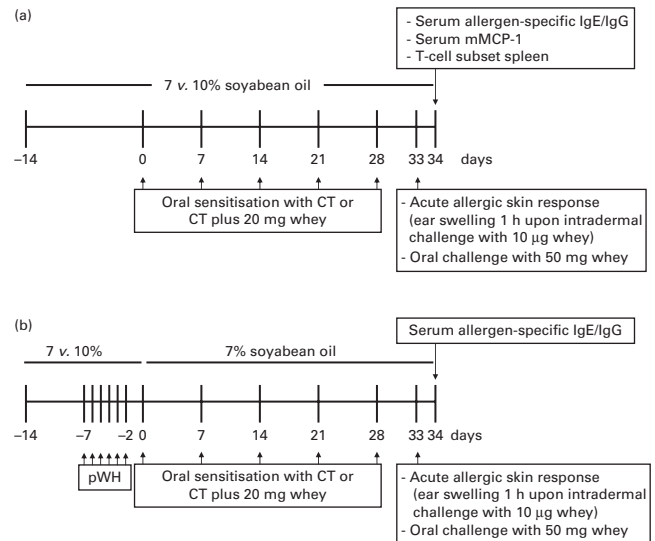 (a)
- Serum allergen-specific IgE/IgG
- Serum mMCP-1
- T-cell subset spleen
7 v. 10% soyabean oil
–14 0 7 14 21 28 33 34 days
Oral sensitisation with CT or
CT plus 20 mg whey
- Acute allergic skin response
(ear swelling 1 h upon intradermal
challenge with 10 µg whey)
- Oral challenge with 50 mg whey
(b)
Serum allergen-specific IgE/IgG
7 v. 10% 7% soyabean oil
–14 –7 –2 0 7 14 21 28 33 34 days
pWH
Oral sensitisation with CT or
CT plus 20 mg whey
- Acute allergic skin response
(ear swelling 1 h upon intradermal
challenge with 10 µg whey)
- Oral challenge with 50 mg whey